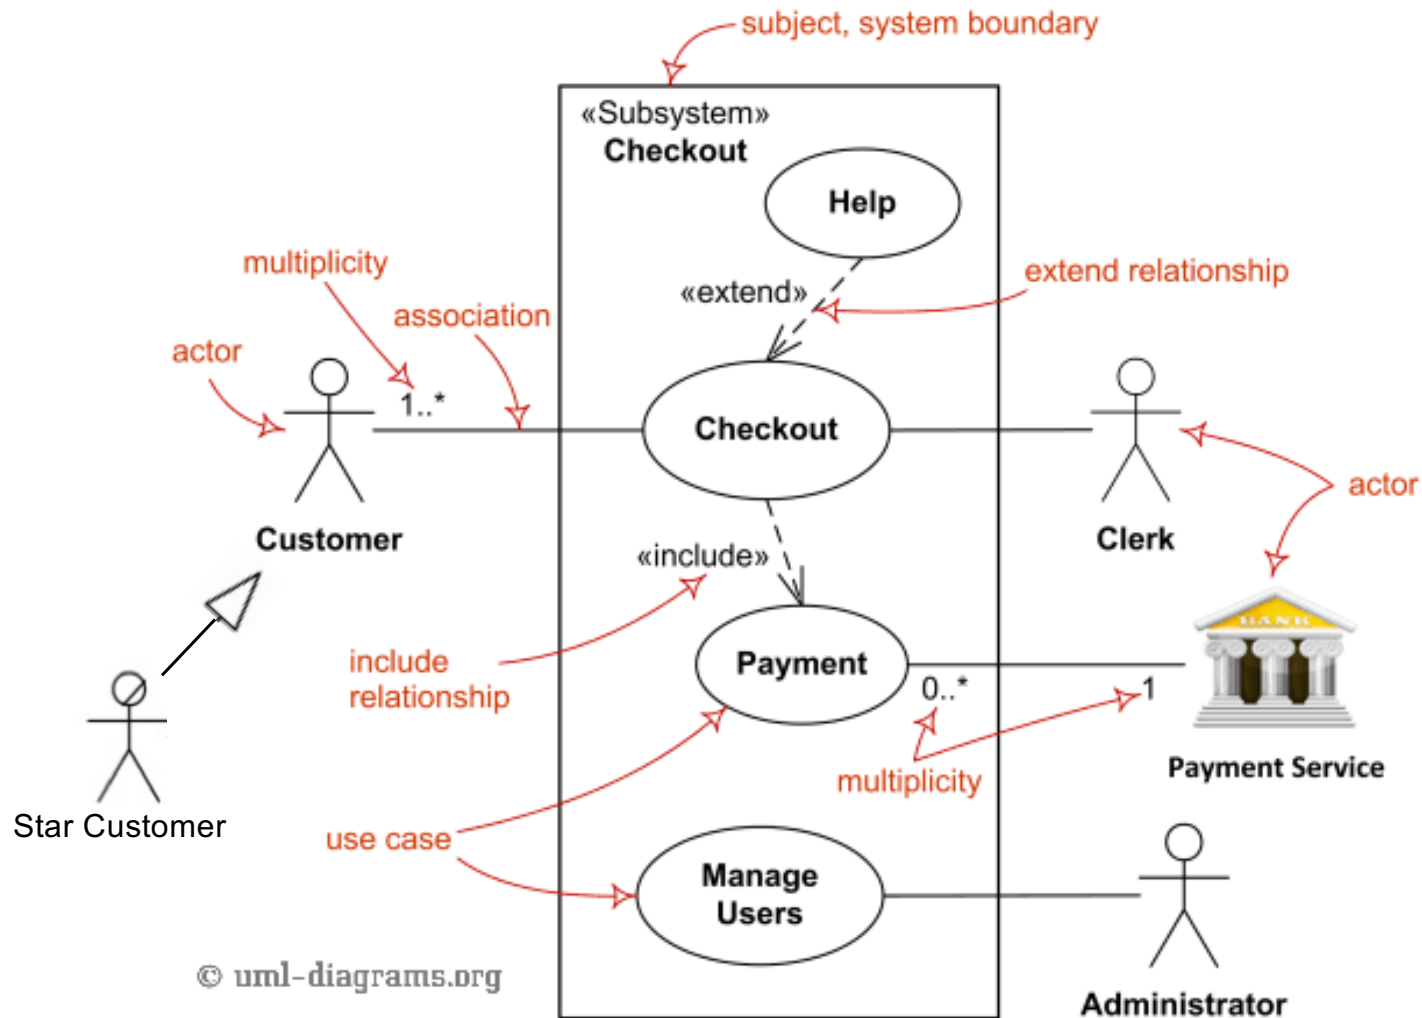 subject, system boundary
«Subsystem»
Checkout
Help
multiplicity
«extend»
extend relationship
association
actor
1..*
Checkout
actor
Customer
Clerk
«include»
BANK
include
relationship
Payment
0..*
1
multiplicity
Payment Service
Star Customer
use case
Manage
Users
© uml-diagrams.org
Administrator